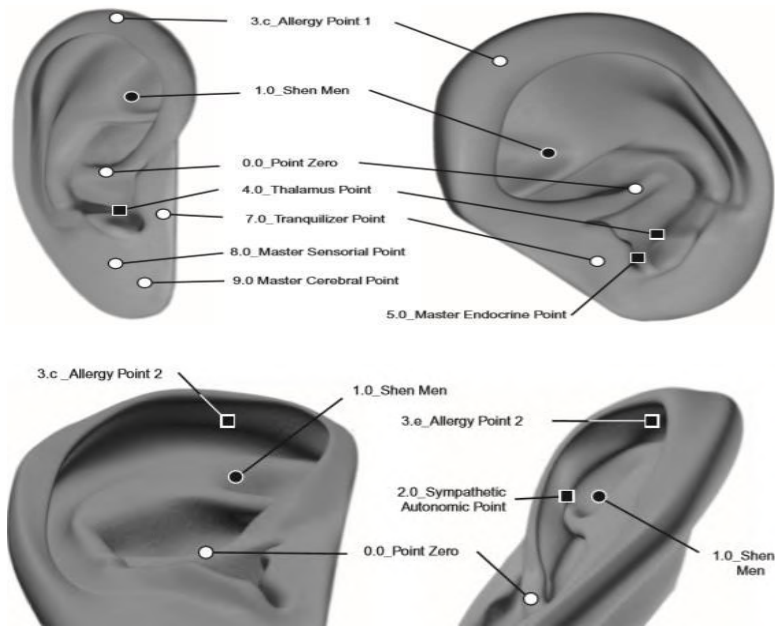 3.c_Allergy Point 1
1.0_Shen Men
0.0_Point Zero
4.0_Thalamus Point
7.0_Tranquilizer Point
8.0_Master Sensorial Point
9.0 Master Cerebral Point
5.0_Master Endocrine Point
3.c _Allergy Point 2
1.0_Shen Men
3.e_Allergy Point 2
2.0_Sympathetic
Autonomic Point
0.0_Point Zero
1.0_Shen
Men